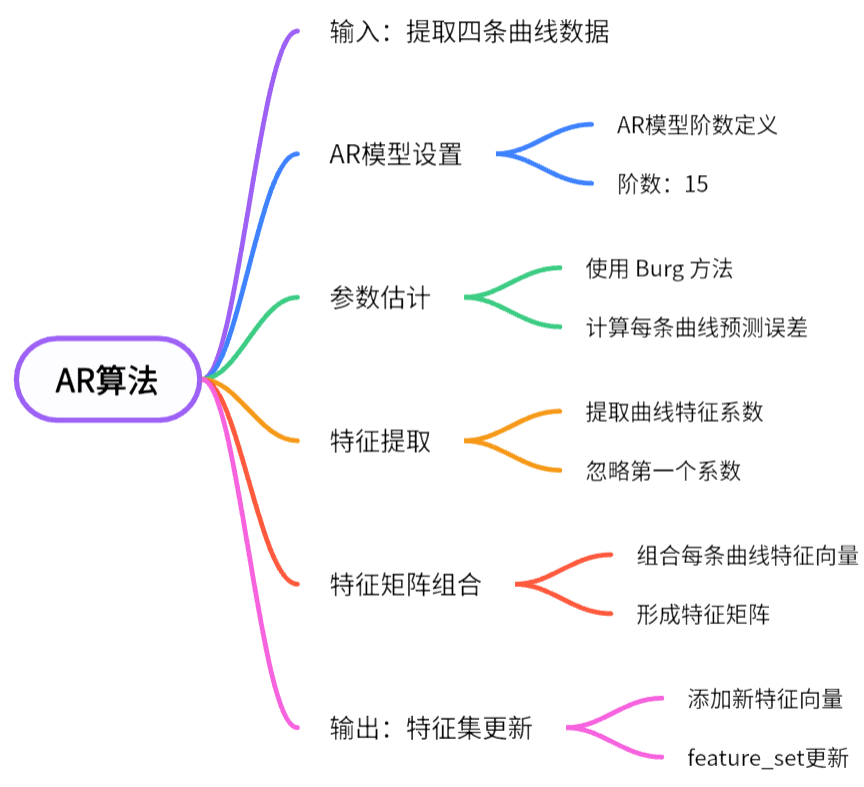 输入：提取四条曲线数据
AR模型设置
AR模型阶数定义
阶数：15
参数估计
使用 Burg 方法
计算每条曲线预测误差
AR算法
特征提取
提取曲线特征系数
忽略第一个系数
特征矩阵组合
组合每条曲线特征向量
形成特征矩阵
输出：特征集更新
添加新特征向量
feature_set更新